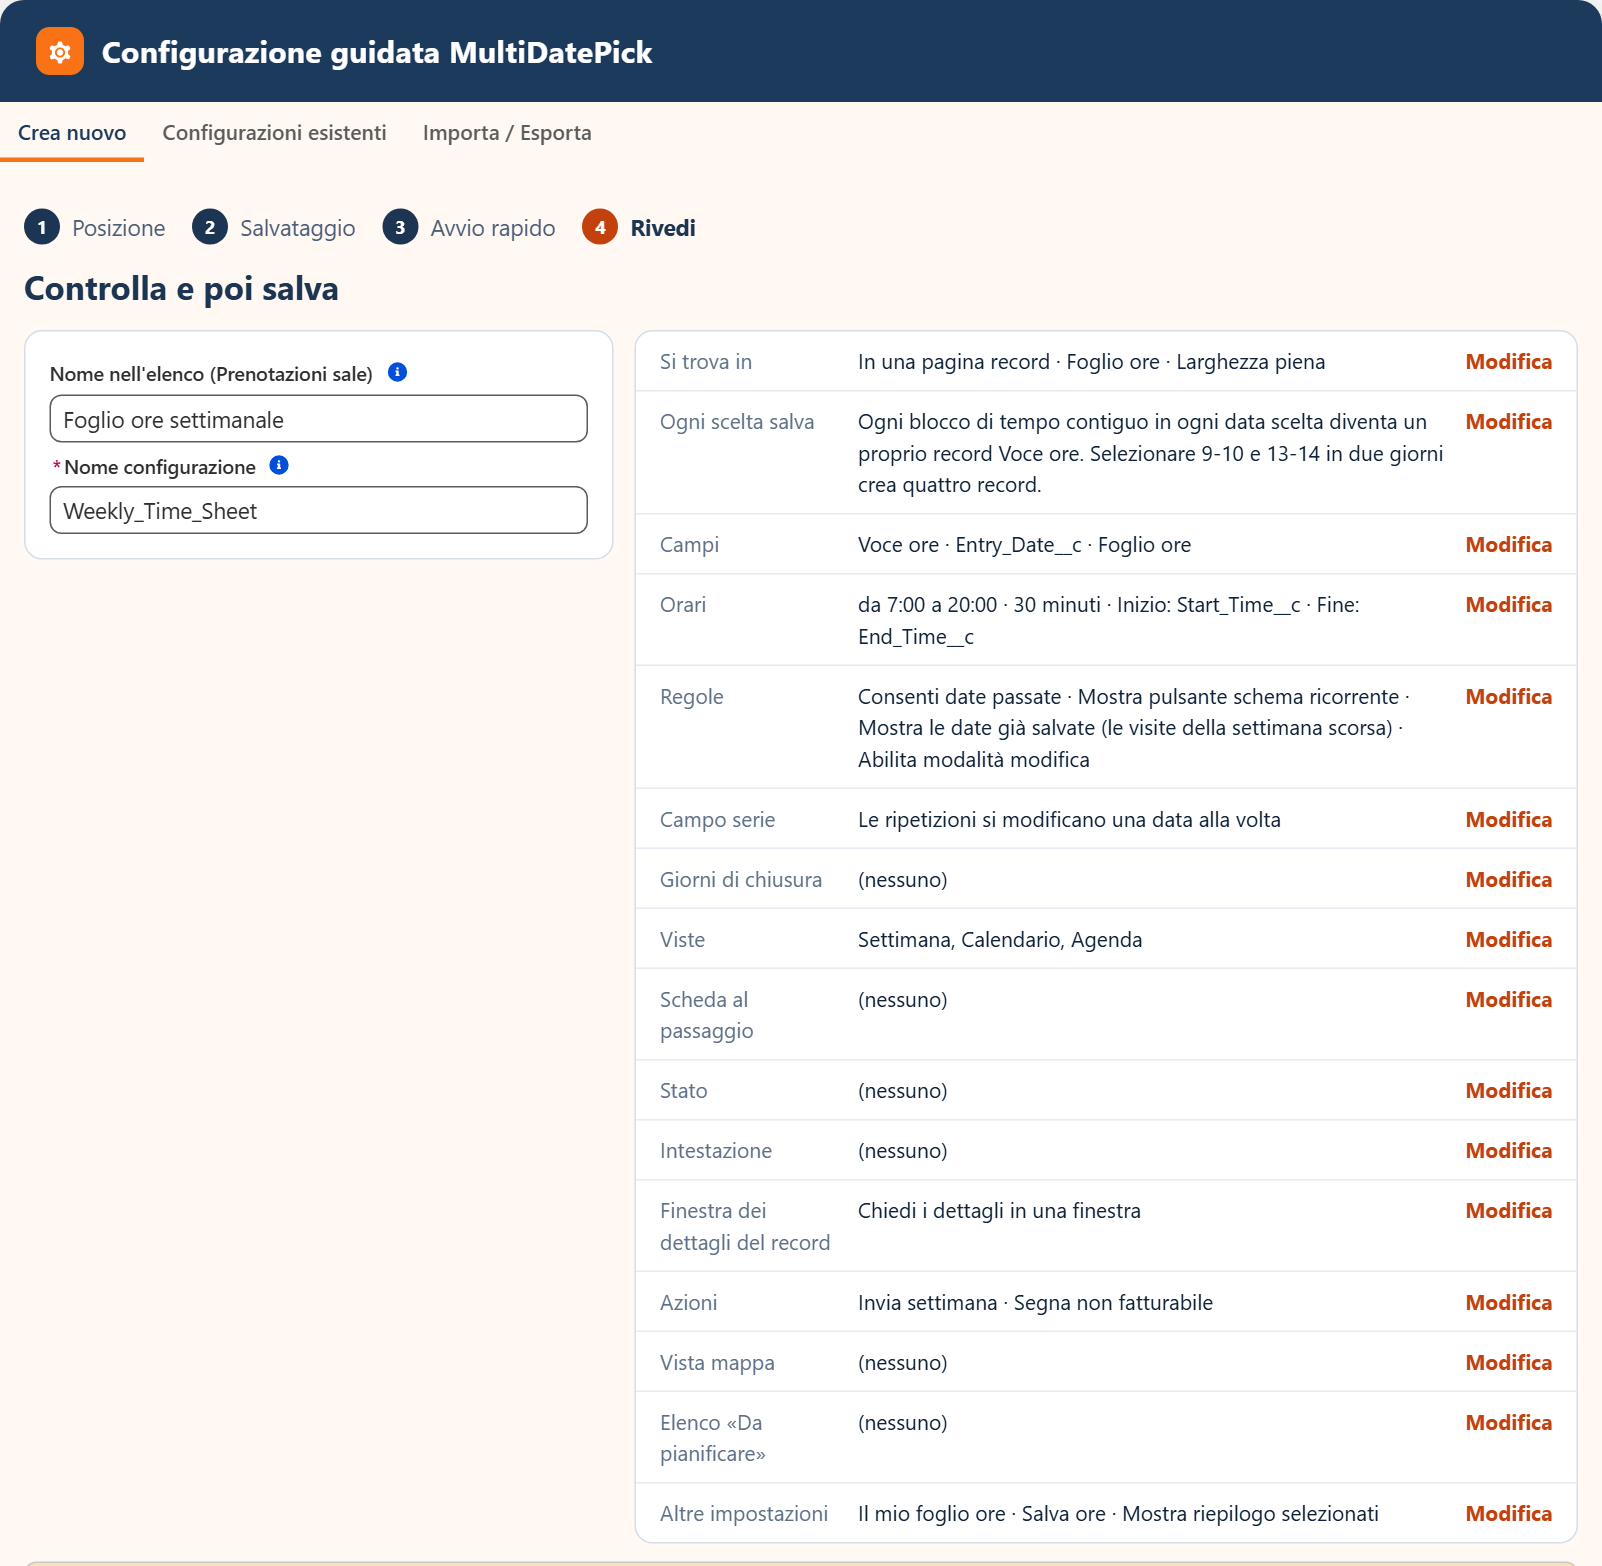 Configurazione guidata MultiDatePick
Crea nuovo
Configurazioni esistenti
Importa / Esporta
1 Posizione
2 Salvataggio
3 Avvio rapido
4 Rivedi
Controlla e poi salva
Nome nell'elenco (Prenotazioni sale)
Foglio ore settimanale
*Nome configurazione
Weekly_Time_Sheet
Si trova in
In una pagina record · Foglio ore · Larghezza piena
Modifica
Ogni scelta salva
Ogni blocco di tempo contiguo in ogni data scelta diventa un
proprio record Voce ore. Selezionare 9-10 e 13-14 in due giorni
crea quattro record.
Modifica
Campi
Voce ore · Entry_Date__c · Foglio ore
Modifica
Orari
da 7:00 a 20:00 · 30 minuti · Inizio: Start_Time__c · Fine:
End_Time__c
Modifica
Regole
Consenti date passate · Mostra pulsante schema ricorrente ·
Mostra le date già salvate (le visite della settimana scorsa) ·
Abilita modalità modifica
Modifica
Campo serie
Le ripetizioni si modificano una data alla volta
Modifica
Giorni di chiusura
(nessuno)
Modifica
Viste
Settimana, Calendario, Agenda
Modifica
Scheda al
passaggio
(nessuno)
Modifica
Stato
(nessuno)
Modifica
Intestazione
(nessuno)
Modifica
Finestra dei
dettagli del record
Chiedi i dettagli in una finestra
Modifica
Azioni
Invia settimana · Segna non fatturabile
Modifica
Vista mappa
(nessuno)
Modifica
Elenco «Da
pianificare»
(nessuno)
Modifica
Altre impostazioni
Il mio foglio ore · Salva ore · Mostra riepilogo selezionati
Modifica